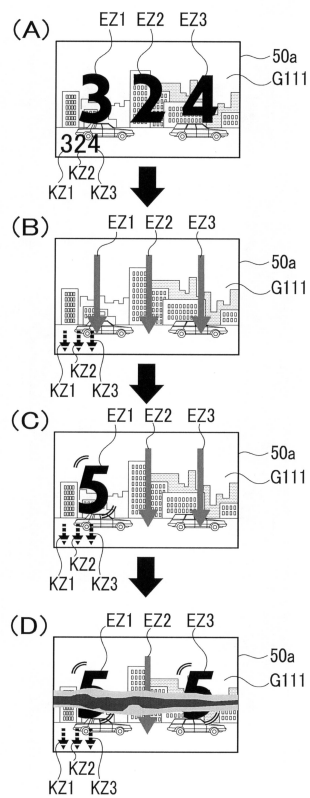 (A)
EZ1 EZ2 EZ3
50a
G111
3 2 4
324
KZ1 KZ2 KZ3
(B)
EZ1 EZ2 EZ3
50a
G111
KZ1 KZ2 KZ3
(C)
EZ1 EZ2 EZ3
50a
G111
5
KZ1 KZ2 KZ3
(D)
EZ1 EZ2 EZ3
50a
G111
5 5
KZ1 KZ2 KZ3